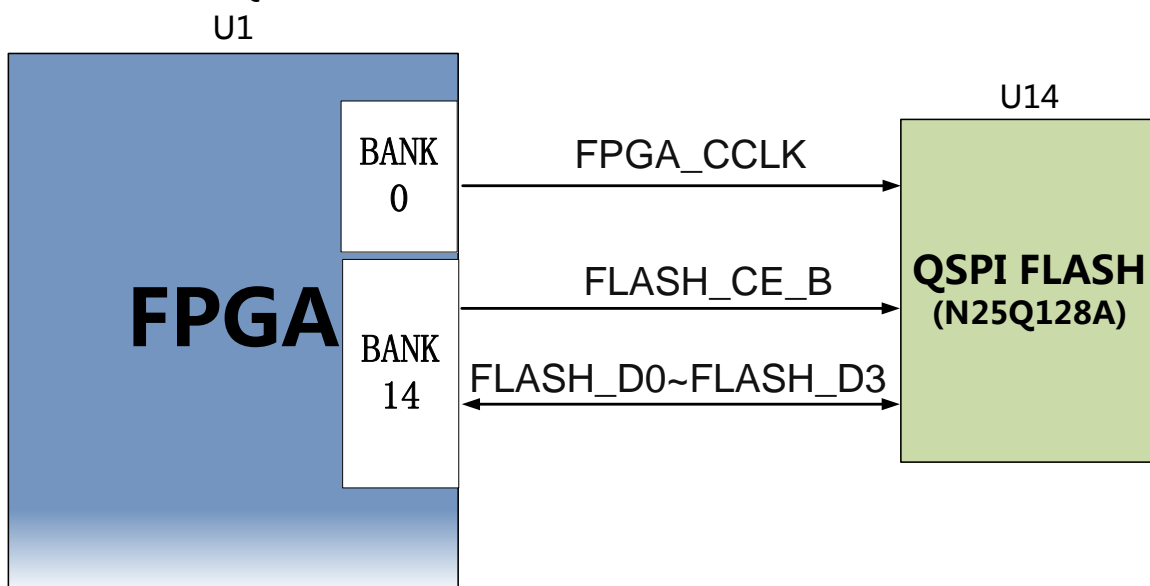 U1
U14
BANK
0
FPGA_CCLK
FPGA
BANK
14
FLASH_CE_B
FLASH_D0~FLASH_D3
QSPI FLASH
(N25Q128A)